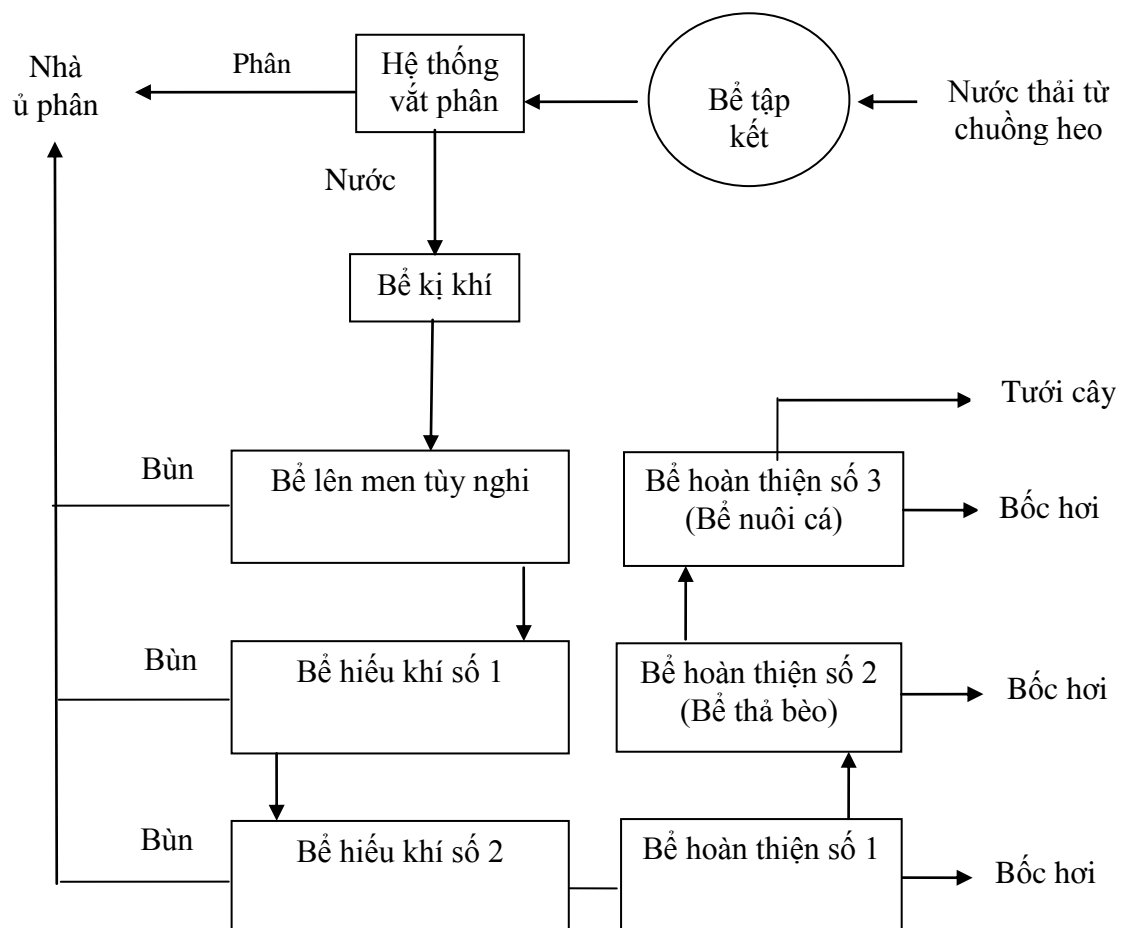 Nhà
ủ phân
Phân
Hệ thống
vắt phân
Bể tập
kết
Nước thải từ
chuồng heo
Nước
Bể kị khí
Tưới cây
Bùn
Bể lên men tùy nghi
Bể hoàn thiện số 3
(Bể nuôi cá)
Bốc hơi
Bùn
Bể hiếu khí số 1
Bể hoàn thiện số 2
(Bể thả bèo)
Bốc hơi
Bùn
Bể hiếu khí số 2
Bể hoàn thiện số 1
Bốc hơi